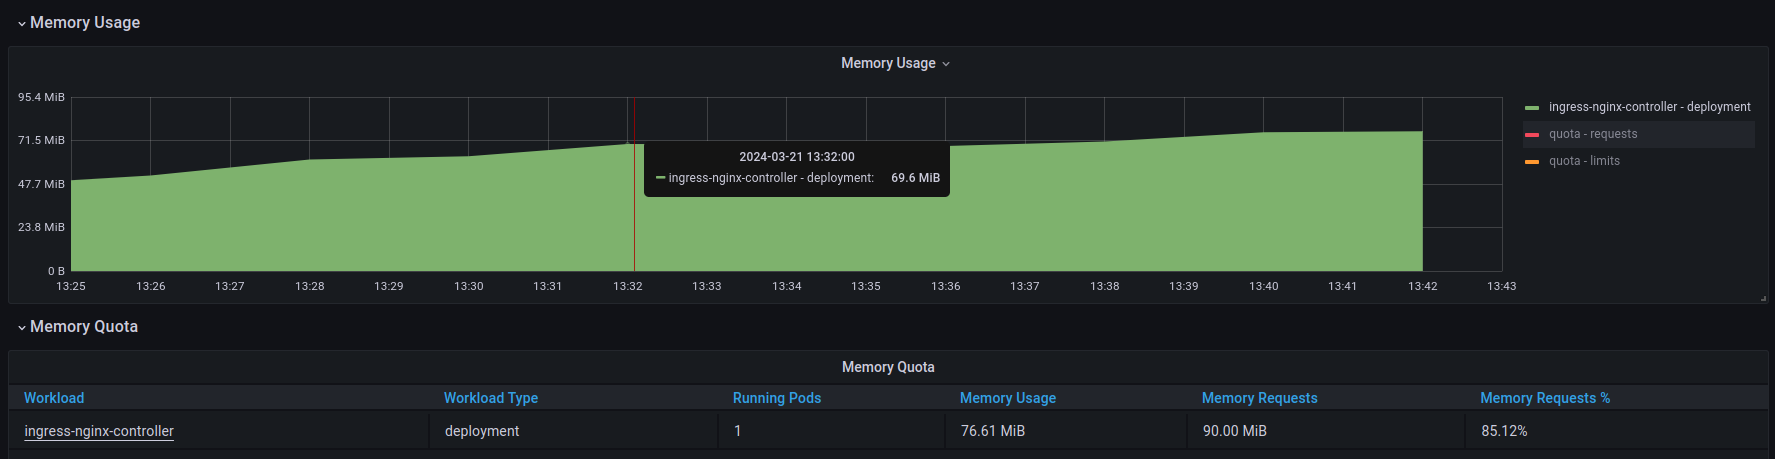 Memory Usage
Memory Usage
95.4 MiB
71.5 MiB
47.7 MiB
23.8 MiB
0 B
13:25 13:26 13:27 13:28 13:29 13:30 13:31 13:32 13:33 13:34 13:35 13:36 13:37 13:38 13:39 13:40 13:41 13:42 13:43
2024-03-21 13:32:00
ingress-nginx-controller - deployment: 69.6 MiB
ingress-nginx-controller - deployment
quota - requests
quota - limits
Memory Quota
Memory Quota
Workload Workload Type Running Pods Memory Usage Memory Requests Memory Requests %
ingress-nginx-controller deployment 1 76.61 MiB 90.00 MiB 85.12%